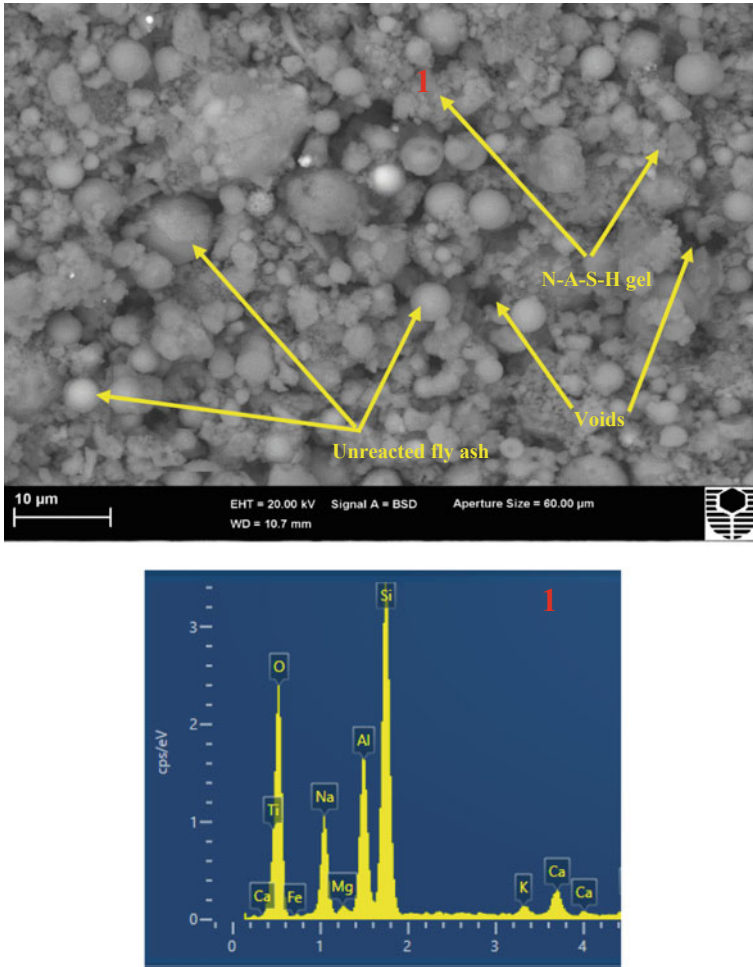 1
N-A-S-H gel
Voids
Unreacted fly ash
10 µm
EHT = 20.00 kV Signal A = BSD Aperture Size = 60.00 µm
WD = 10.7 mm
1
Si
3
O
2
Al
cps/eV
Na
Ti
1
Mg
Ca
Ca Fe
K
Ca
0
0 1 2 3 4